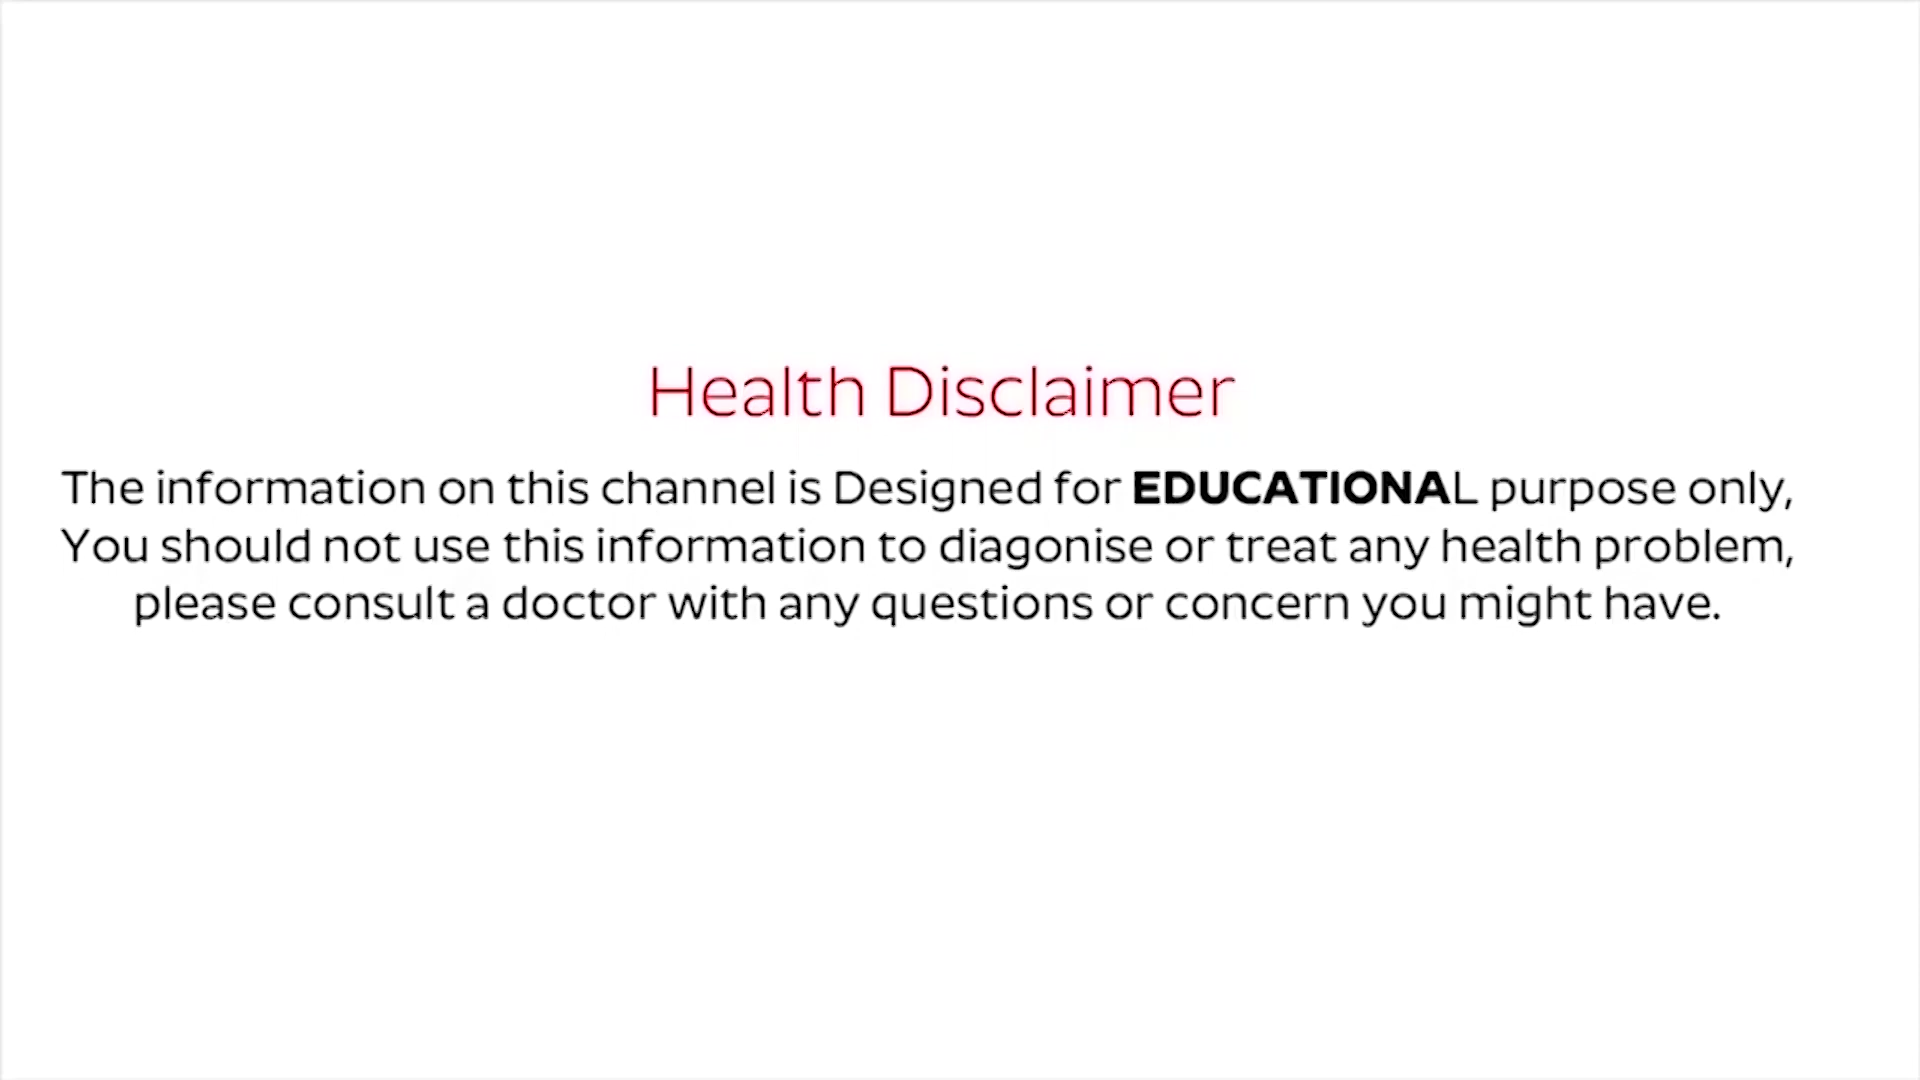 Health Disclaimer
The information on this channel is Designed for EDUCATIONAL purpose only,
You should not use this information to diagonise or treat any health problem,
please consult a doctor with any questions or concern you might have.